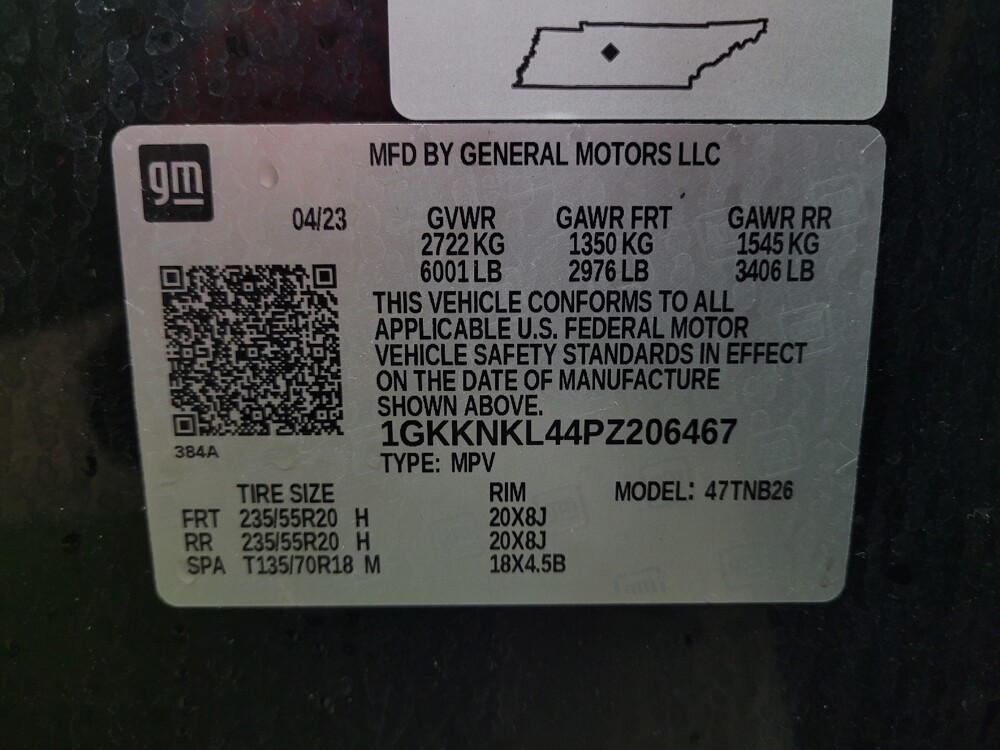 gm
MFD BY GENERAL MOTORS LLC
04/23 GVWR GAWR FRT GAWR RR
2722 KG 1350 KG 1545 KG
6001 LB 2976 LB 3406 LB
THIS VEHICLE CONFORMS TO ALL
APPLICABLE U.S. FEDERAL MOTOR
VEHICLE SAFETY STANDARDS IN EFFECT
ON THE DATE OF MANUFACTURE
SHOWN ABOVE.
1GKKNKL44PZ206467
384A
TYPE: MPV
TIRE SIZE RIM MODEL: 47TNB26
FRT 235/55R20 H 20X8J
RR 235/55R20 H 20X8J
SPA T135/70R18 M 18X4.5B